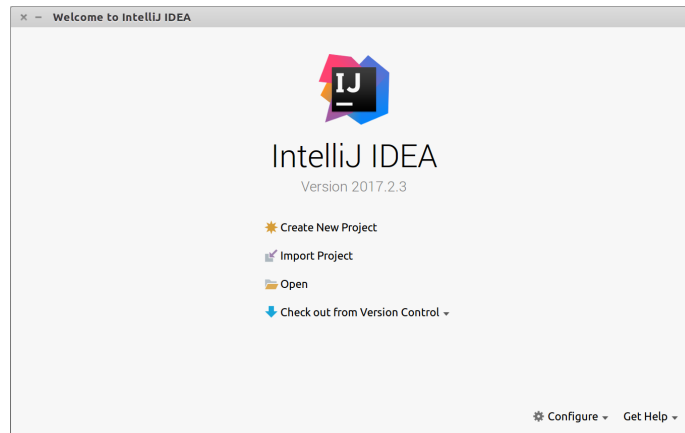 Welcome to IntelliJ IDEA
IJ
IntelliJ IDEA
Version 2017.2.3
Create New Project
Import Project
Open
Check out from Version Control
Configure
Get Help